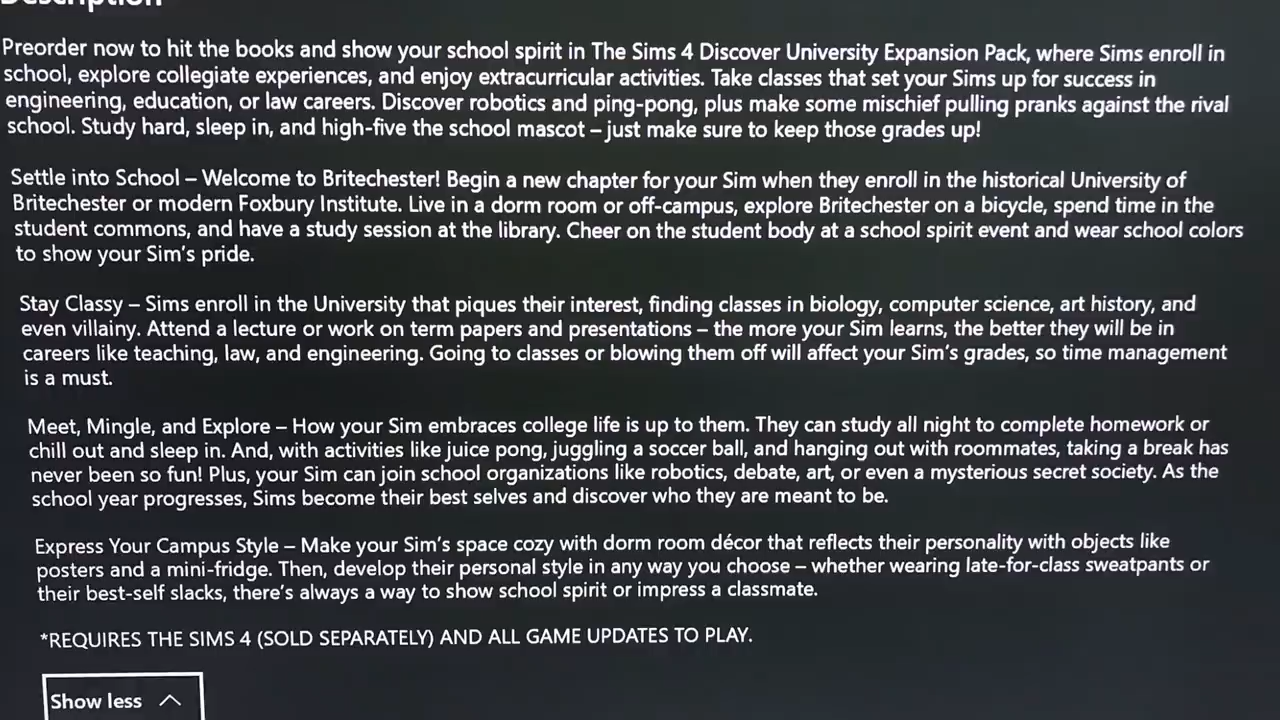 Description
Preorder now to hit the books and show your school spirit in The Sims 4 Discover University Expansion Pack, where Sims enroll in
school, explore collegiate experiences, and enjoy extracurricular activities. Take classes that set your Sims up for success in
engineering, education, or law careers. Discover robotics and ping-pong, plus make some mischief pulling pranks against the rival
school. Study hard, sleep in, and high-five the school mascot – just make sure to keep those grades up!
Settle into School – Welcome to Britechester! Begin a new chapter for your Sim when they enroll in the historical University of
Britechester or modern Foxbury Institute. Live in a dorm room or off-campus, explore Britechester on a bicycle, spend time in the
student commons, and have a study session at the library. Cheer on the student body at a school spirit event and wear school colors
to show your Sim's pride.
Stay Classy – Sims enroll in the University that piques their interest, finding classes in biology, computer science, art history, and
even villainy. Attend a lecture or work on term papers and presentations – the more your Sim learns, the better they will be in
careers like teaching, law, and engineering. Going to classes or blowing them off will affect your Sim's grades, so time management
is a must.
Meet, Mingle, and Explore – How your Sim embraces college life is up to them. They can study all night to complete homework or
chill out and sleep in. And, with activities like juice pong, juggling a soccer ball, and hanging out with roommates, taking a break has
never been so fun! Plus, your Sim can join school organizations like robotics, debate, art, or even a mysterious secret society. As the
school year progresses, Sims become their best selves and discover who they are meant to be.
Express Your Campus Style – Make your Sim's space cozy with dorm room décor that reflects their personality with objects like
posters and a mini-fridge. Then, develop their personal style in any way you choose – whether wearing late-for-class sweatpants or
their best-self slacks, there's always a way to show school spirit or impress a classmate.
*REQUIRES THE SIMS 4 (SOLD SEPARATELY) AND ALL GAME UPDATES TO PLAY.
Show less